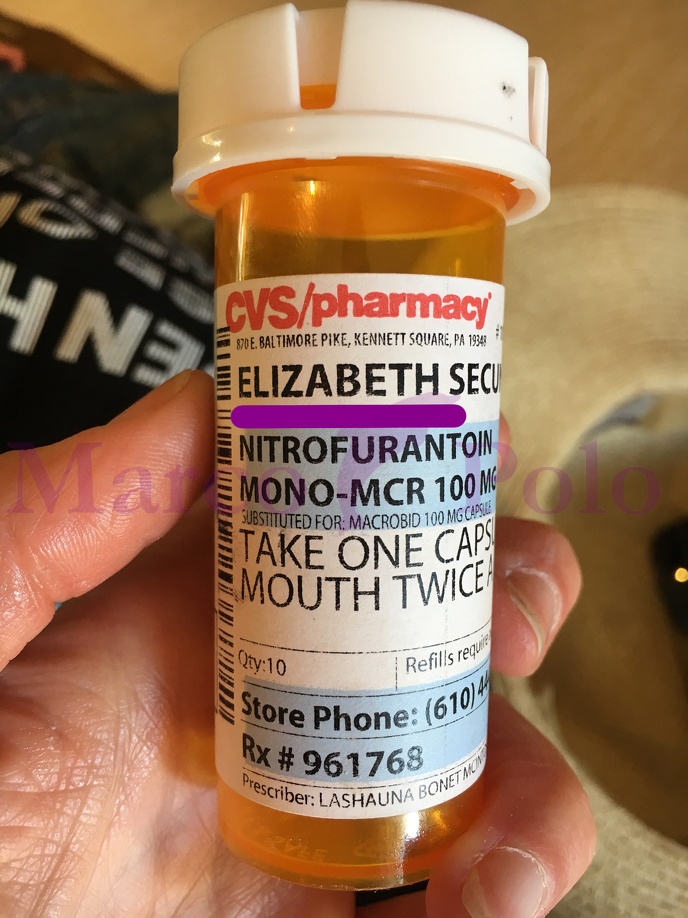 CVS/pharmacy
870 E. BALTIMORE PIKE, KENNETT SQUARE, PA 19348
ELIZABETH SECU
NITROFURANTOIN
MONO-MCR 100 MG
SUBSTITUTED FOR: MACROBID 100 MG CAPSULE
TAKE ONE CAPSU
MOUTH TWICE A
Qty:10
Refills require
Store Phone: (610) 44
Rx # 961768
Prescriber: LASHAUNA BONET
Marco Polo